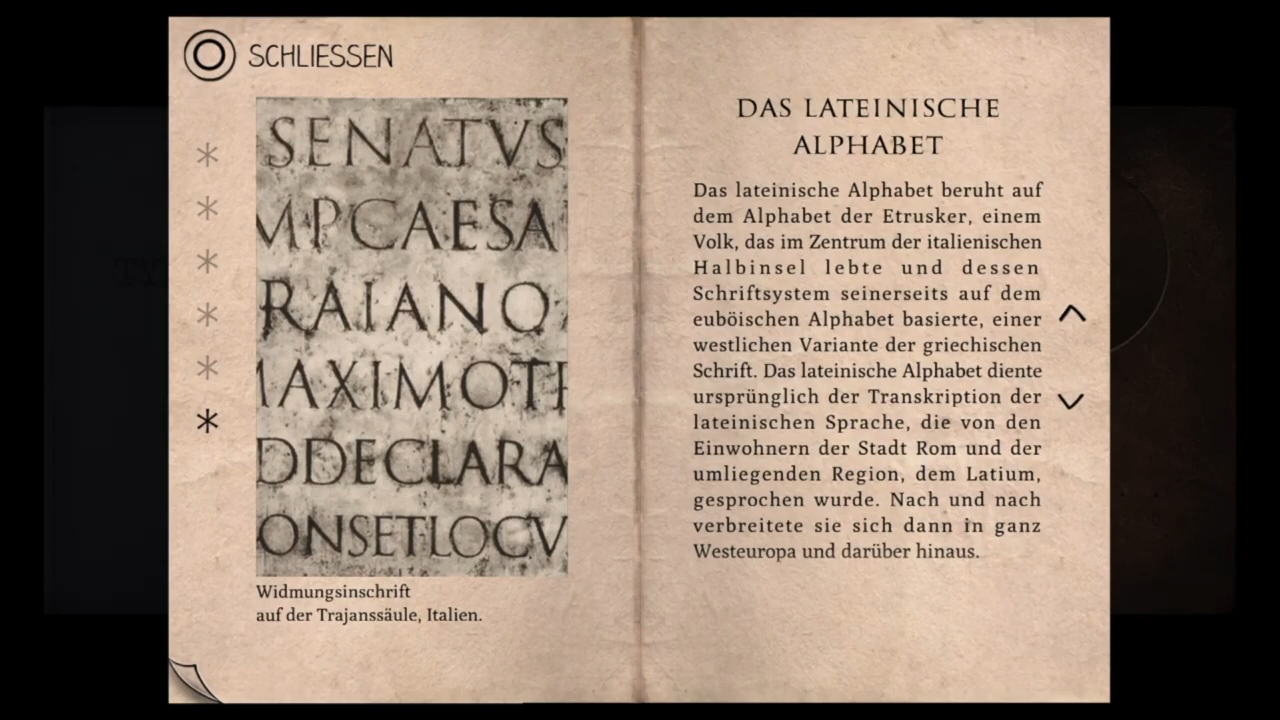 SCHLIESSEN
SENATVS
MPCAESA
RAIANO
MAXIMOTR
DDECLARA
ONSETLOCV
Widmungsinschrift
auf der Trajanssäule, Italien.
DAS LATEINISCHE
ALPHABET
Das lateinische Alphabet beruht auf
dem Alphabet der Etrusker, einem
Volk, das im Zentrum der italienischen
Halbinsel lebte und dessen
Schriftsystem seinerseits auf dem
euböischen Alphabet basierte, einer
westlichen Variante der griechischen
Schrift. Das lateinische Alphabet diente
ursprünglich der Transkription der
lateinischen Sprache, die von den
Einwohnern der Stadt Rom und der
umliegenden Region, dem Latium,
gesprochen wurde. Nach und nach
verbreitete sie sich dann in ganz
Westeuropa und darüber hinaus.